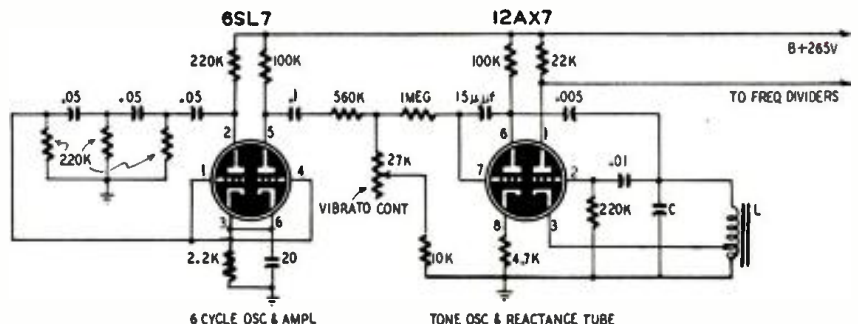 6SL7
12AX7
220K
100K
100K
22K
B+265V
TO FREQ DIVIDERS
.05
.05
.05
.1
560K
1MEG
15µµf
.005
2
5
6
1
220K
1
4
27K
7
2
.01
VIBRATO CONT
220K
C
L
3
6
8
3
2.2K
20
10K
4.7K
6 CYCLE OSC & AMPL
TONE OSC & REACTANCE TUBE